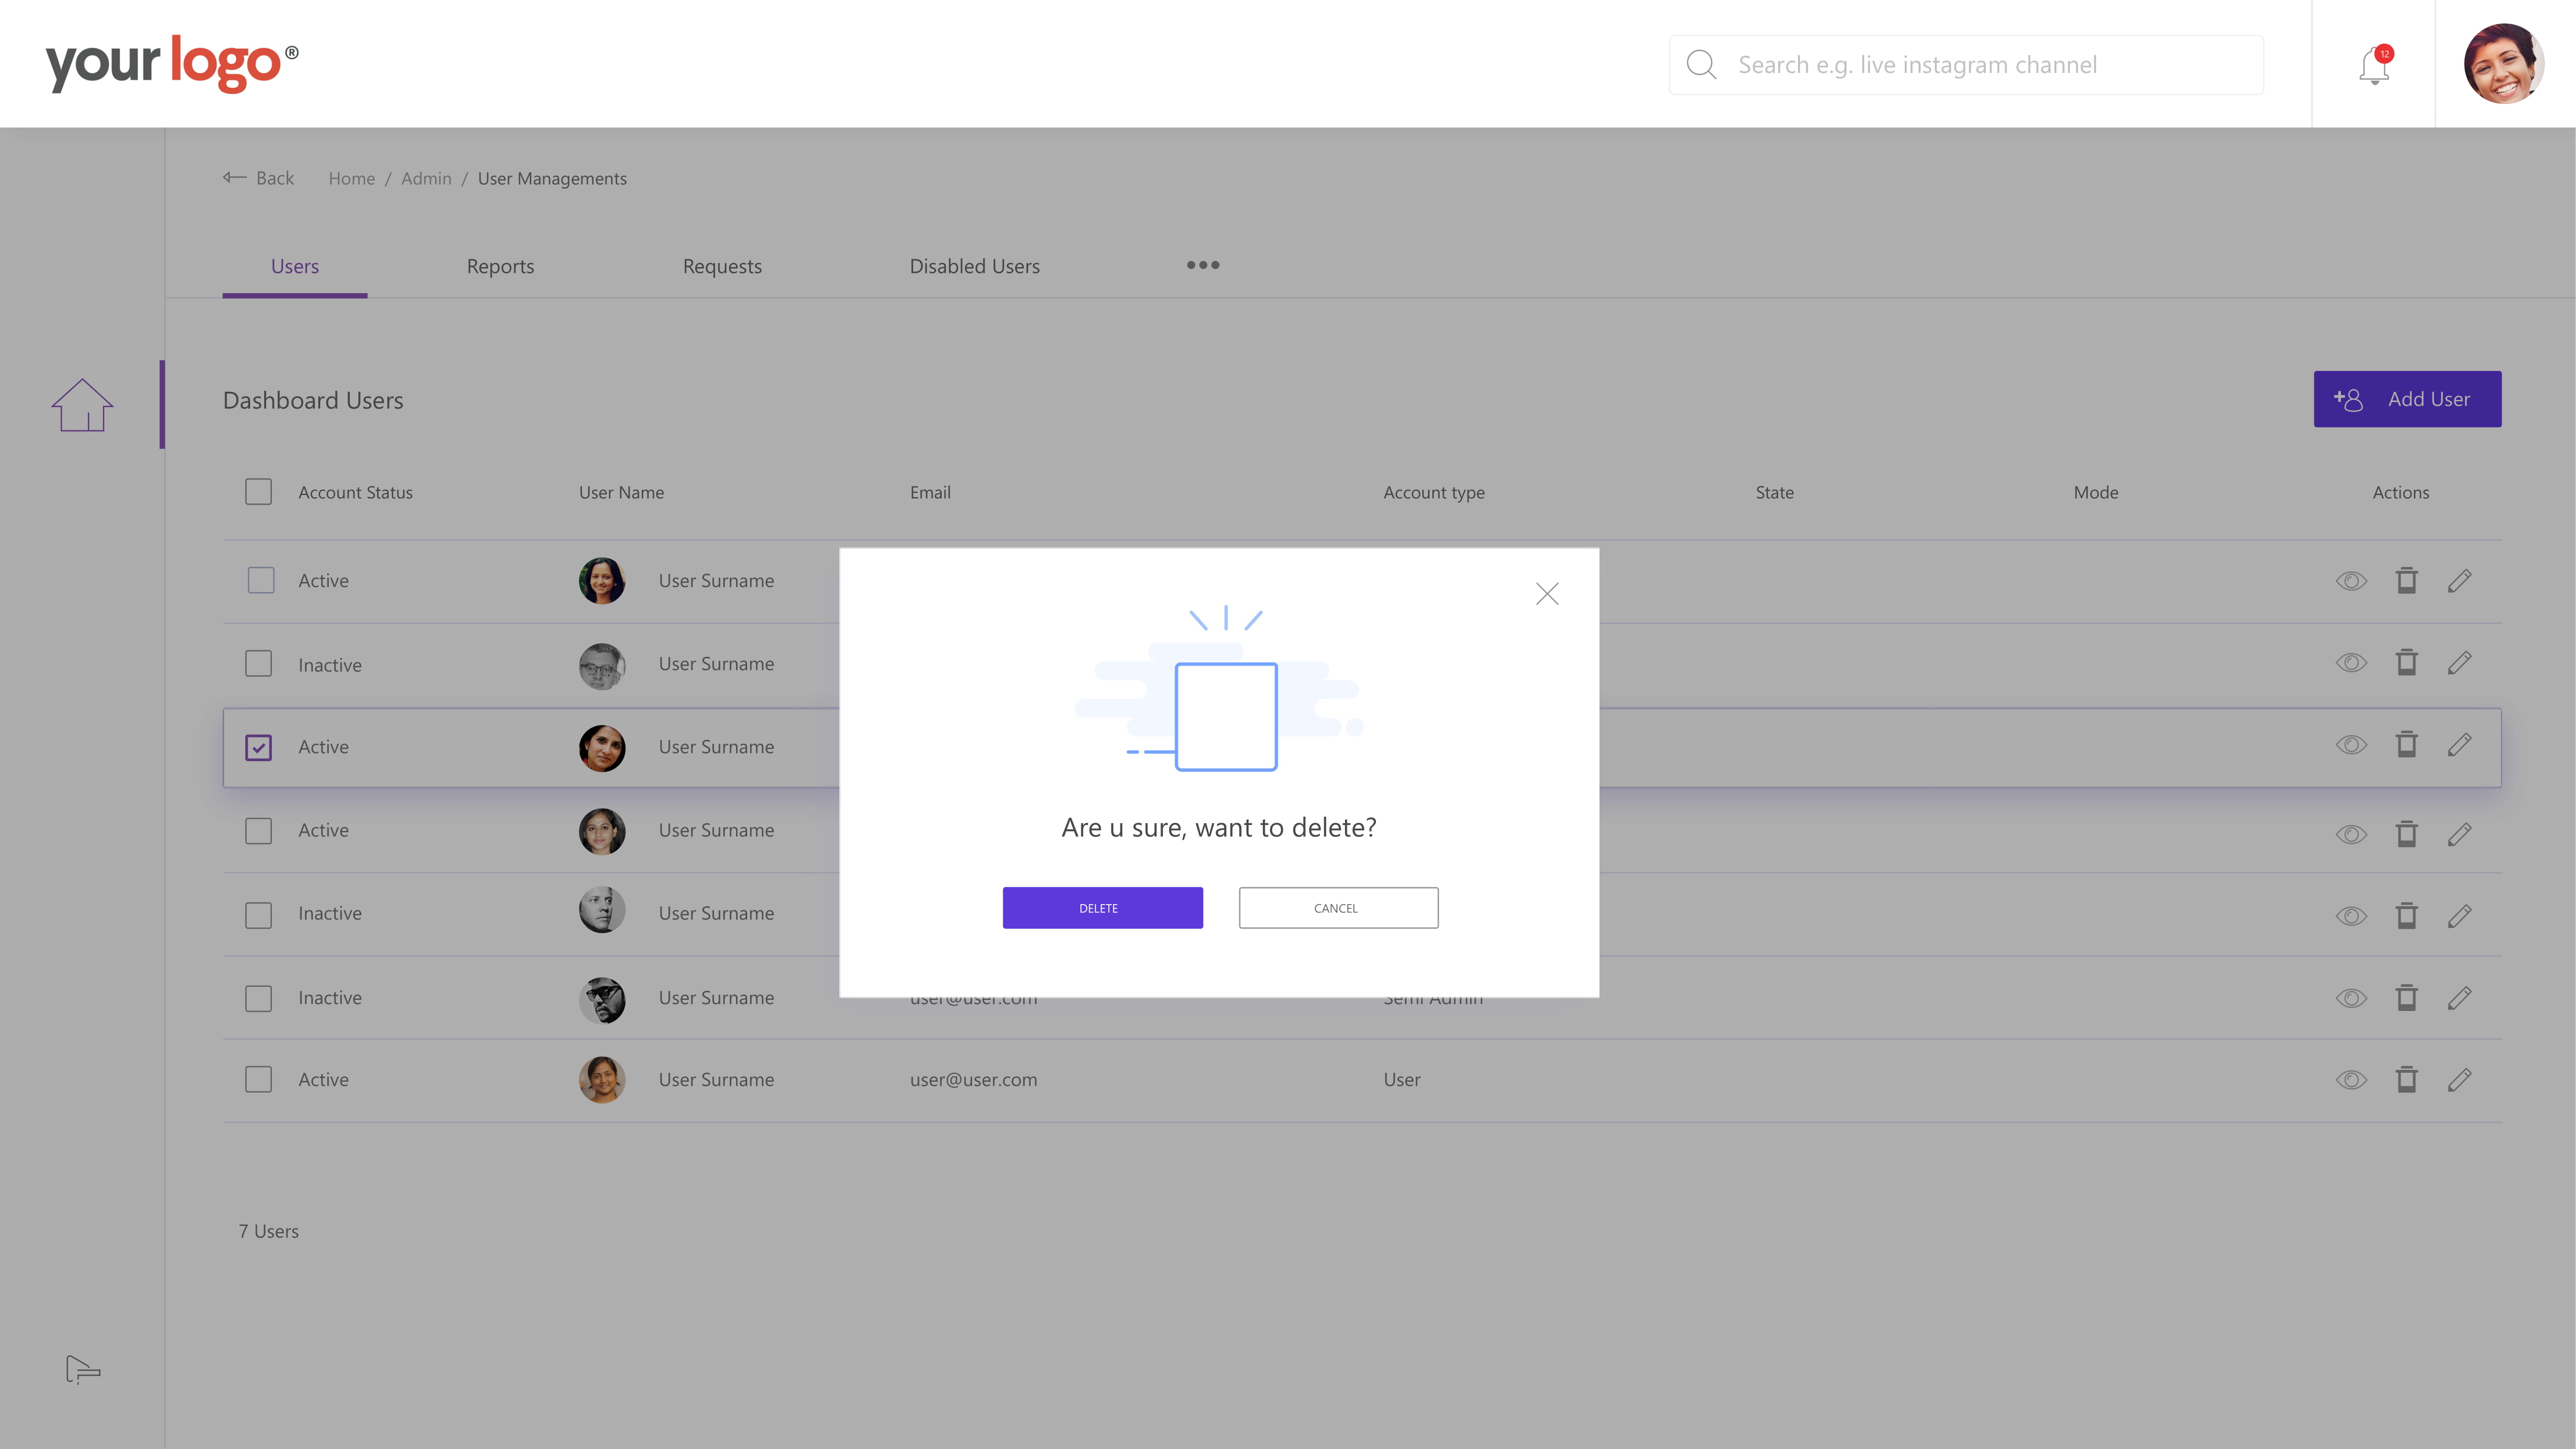 your logo®
Search e.g. live instagram channel
12
Back Home / Admin / User Managements
Users Reports Requests Disabled Users
Dashboard Users
Add User
Account Status User Name Email Account type State Mode Actions
Active User Surname
Inactive User Surname
Active User Surname
Active User Surname
Inactive User Surname
Inactive User Surname user@user.com Semi Admin
Active User Surname user@user.com User
Are u sure, want to delete?
DELETE CANCEL
7 Users